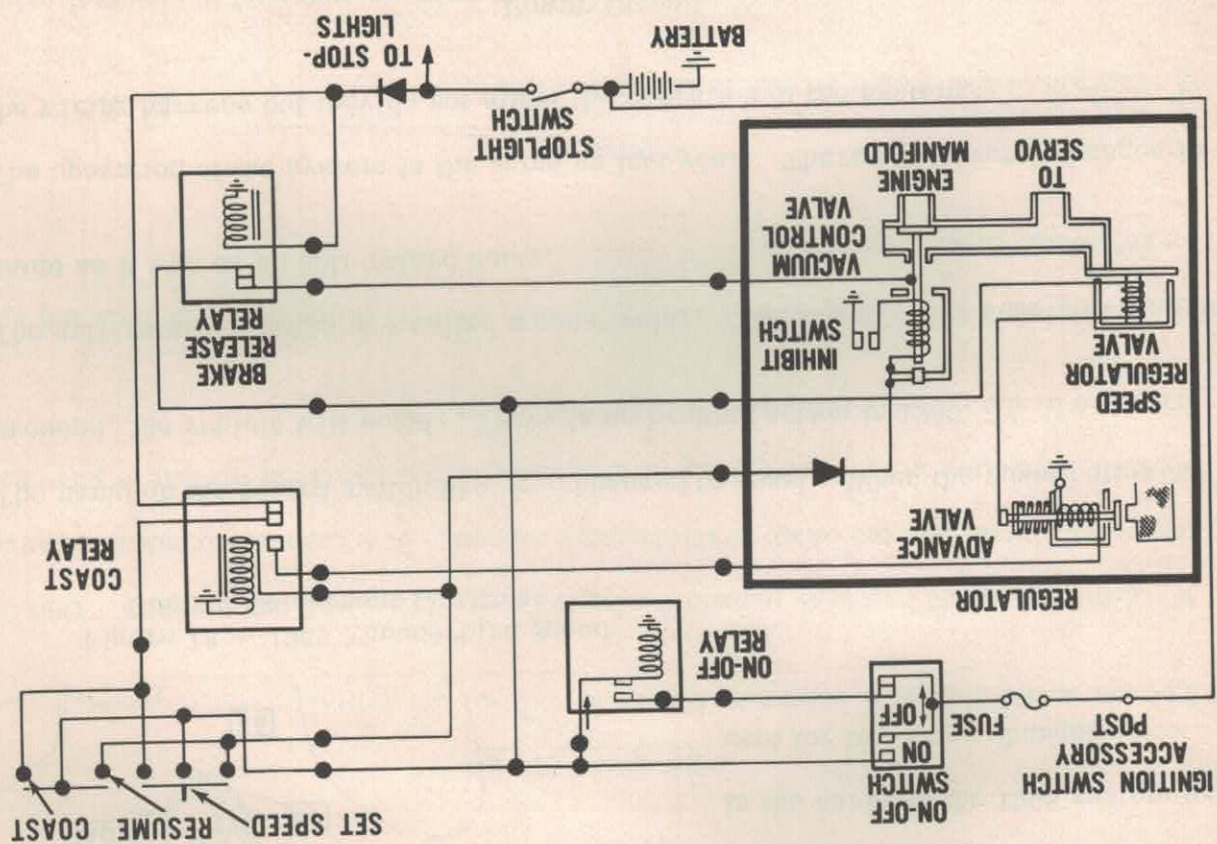 SET SPEED
RESUME
COAST
ON-OFF
SWITCH
ON
OFF
IGNITION SWITCH
ACCESSORY
POST
FUSE
ON-OFF
RELAY
REGULATOR
COAST
RELAY
ADVANCE
VALVE
SPEED
REGULATOR
VALVE
INHIBIT
SWITCH
BRAKE
RELEASE
RELAY
VACUUM
CONTROL
VALVE
TO
SERVO
ENGINE
MANIFOLD
STOPLIGHT
SWITCH
BATTERY
TO STOP-
LIGHTS